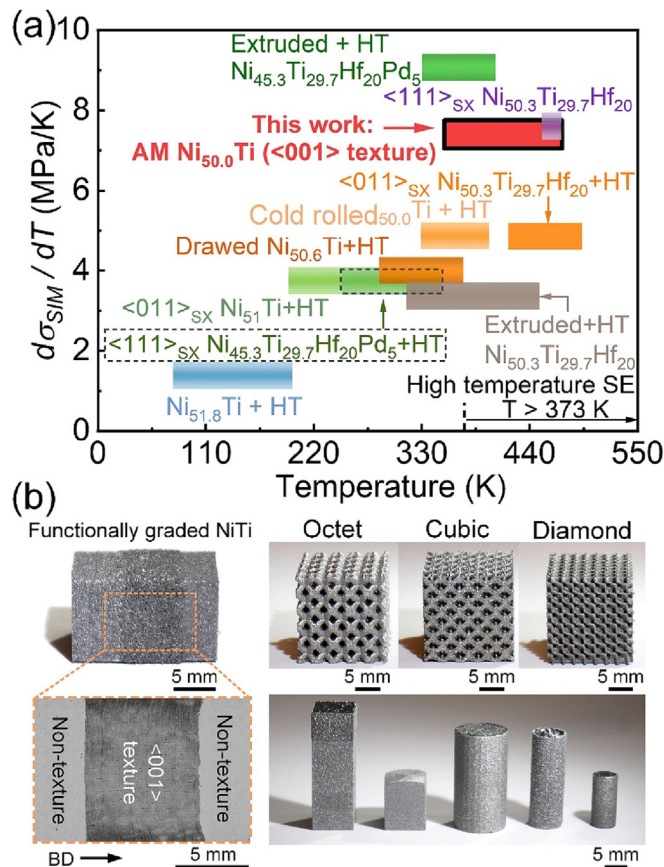 (a)
10
8
6
4
2
0
dσSIM / dT (MPa/K)
Extruded + HT
Ni45.3Ti29.7Hf20Pd5
<111>SX Ni50.3Ti29.7Hf20
This work:
AM Ni50.0Ti (<001> texture)
<011>SX Ni50.3Ti29.7Hf20+HT
Cold rolled50.0Ti + HT
Drawed Ni50.6Ti+HT
<011>SX Ni51Ti+HT
Extruded+HT
Ni50.3Ti29.7Hf20
<111>SX Ni45.3Ti29.7Hf20Pd5+HT
Ni51.8Ti + HT
High temperature SE
T > 373 K
0 110 220 330 440 550
Temperature (K)
(b)
Functionally graded NiTi
Octet Cubic Diamond
5 mm
5 mm 5 mm 5 mm
Non-texture
<001>
texture
Non-texture
BD
5 mm
5 mm